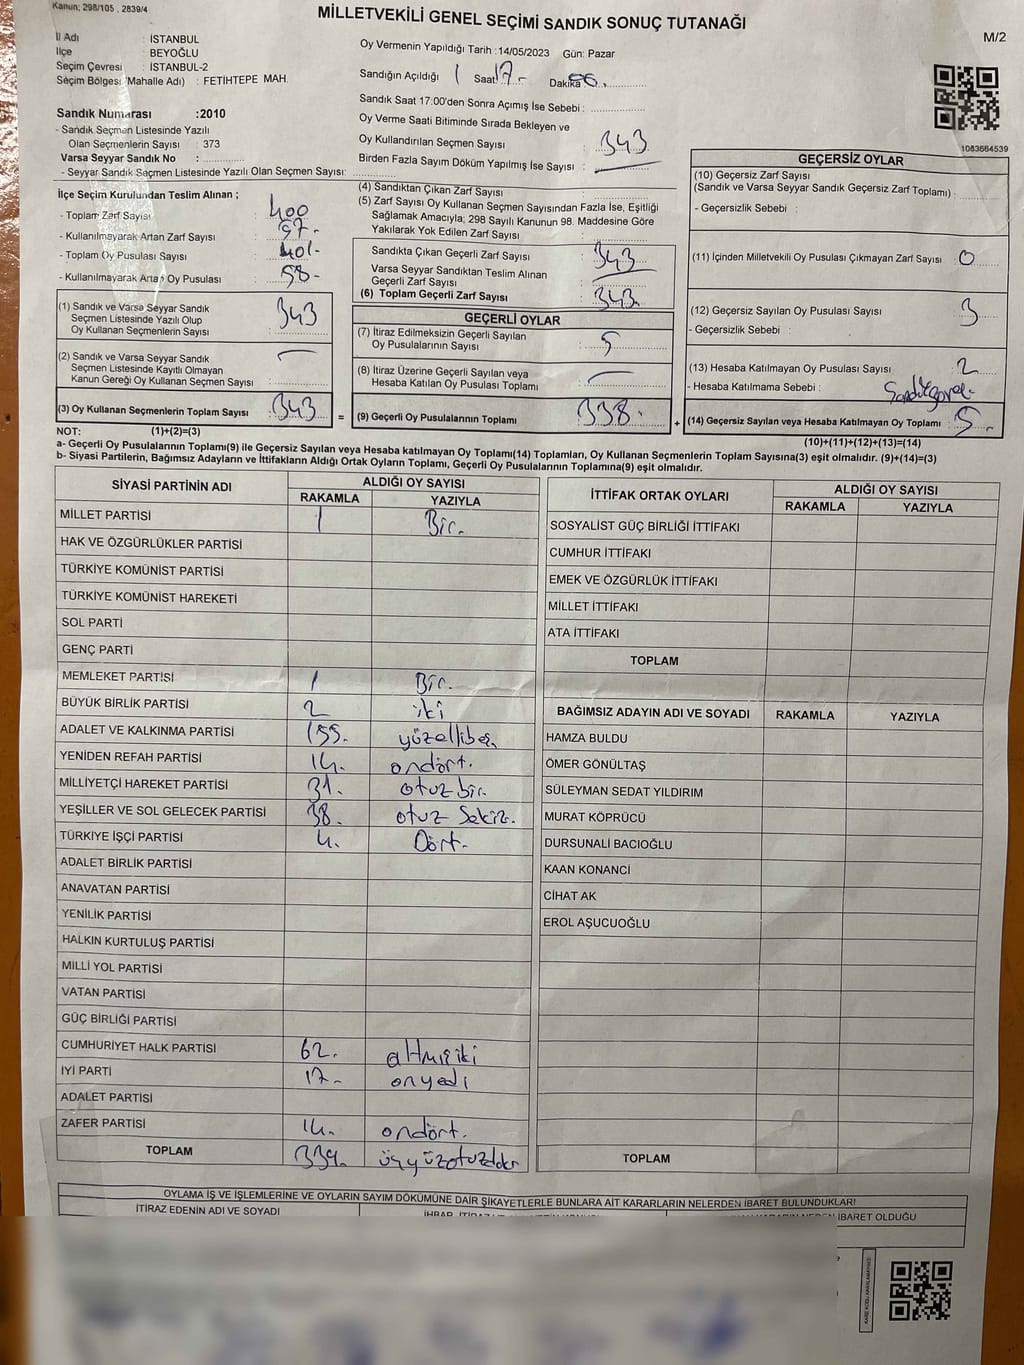 Kanun; 298/105 , 2839/4
MİLLETVEKİLİ GENEL SEÇİMİ SANDIK SONUÇ TUTANAĞI
M/2
İl Adı : İSTANBUL
İlçe : BEYOĞLU
Seçim Çevresi : İSTANBUL-2
Seçim Bölgesi (Mahalle Adı) : FETİHTEPE MAH.
Sandık Numarası :2010
- Sandık Seçmen Listesinde Yazılı
Olan Seçmenlerin Sayısı : 373
Varsa Seyyar Sandık No :
- Seyyar Sandık Seçmen Listesinde Yazılı Olan Seçmen Sayısı:
Oy Vermenin Yapıldığı Tarih :14/05/2023 Gün: Pazar
Sandığın Açıldığı Saat 17- Dakika
Sandık Saat 17:00'den Sonra Açımış İse Sebebi :
Oy Verme Saati Bitiminde Sırada Bekleyen ve
Oy Kullandırılan Seçmen Sayısı : 343
Birden Fazla Sayım Döküm Yapılmış İse Sayısı :
1083664539
İlçe Seçim Kurulundan Teslim Alınan ;
- Toplam Zarf Sayısı : 400
- Kullanılmayarak Artan Zarf Sayısı : 57-
- Toplam Oy Pusulası Sayısı : 401-
- Kullanılmayarak Artan Oy Pusulası : 58-
(1) Sandık ve Varsa Seyyar Sandık
Seçmen Listesinde Yazılı Olup
Oy Kullanan Seçmenlerin Sayısı : 343
(2) Sandık ve Varsa Seyyar Sandık
Seçmen Listesinde Kayıtlı Olmayan
Kanun Gereği Oy Kullanan Seçmen Sayısı :
(3) Oy Kullanan Seçmenlerin Toplam Sayısı : 343
(4) Sandıktan Çıkan Zarf Sayısı
(5) Zarf Sayısı Oy Kullanan Seçmen Sayısından Fazla İse, Eşitliği
Sağlamak Amacıyla; 298 Sayılı Kanunun 98. Maddesine Göre
Yakılarak Yok Edilen Zarf Sayısı :
Sandıkta Çıkan Geçerli Zarf Sayısı : 343
Varsa Seyyar Sandıktan Teslim Alınan
Geçerli Zarf Sayısı :
(6) Toplam Geçerli Zarf Sayısı : 343
GEÇERLİ OYLAR
(7) İtiraz Edilmeksizin Geçerli Sayılan
Oy Pusulalarının Sayısı : 5
(8) İtiraz Üzerine Geçerli Sayılan veya
Hesaba Katılan Oy Pusulası Toplamı :
= (9) Geçerli Oy Pusulalarının Toplamı : 338.
GEÇERSİZ OYLAR
(10) Geçersiz Zarf Sayısı
(Sandık ve Varsa Seyyar Sandık Geçersiz Zarf Toplamı) :
- Geçersizlik Sebebi :
(11) İçinden Milletvekili Oy Pusulası Çıkmayan Zarf Sayısı : 0
(12) Geçersiz Sayılan Oy Pusulası Sayısı : 3
- Geçersizlik Sebebi :
(13) Hesaba Katılmayan Oy Pusulası Sayısı : 2
- Hesaba Katılmama Sebebi :
+ (14) Geçersiz Sayılan veya Hesaba Katılmayan Oy Toplamı : 5.
NOT: (1)+(2)=(3)
(10)+(11)+(12)+(13)=(14)
a- Geçerli Oy Pusulalarının Toplamı(9) ile Geçersiz Sayılan veya Hesaba katılmayan Oy Toplamı(14) Toplamları, Oy Kullanan Seçmenlerin Toplam Sayısına(3) eşit olmalıdır. (9)+(14)=(3)
b- Siyasi Partilerin, Bağımsız Adayların ve İttifakların Aldığı Ortak Oyların Toplamı, Geçerli Oy Pusulalarının Toplamına(9) eşit olmalıdır.
SİYASİ PARTİNİN ADI ALDIĞI OY SAYISI
RAKAMLA YAZIYLA
MİLLET PARTİSİ 1 Bir.
HAK VE ÖZGÜRLÜKLER PARTİSİ
TÜRKİYE KOMÜNİST PARTİSİ
TÜRKİYE KOMÜNİST HAREKETİ
SOL PARTİ
GENÇ PARTİ
MEMLEKET PARTİSİ 1 Bir.
BÜYÜK BİRLİK PARTİSİ 2 iki
ADALET VE KALKINMA PARTİSİ 155. yüzellibeş
YENİDEN REFAH PARTİSİ 14. ondört.
MİLLİYETÇİ HAREKET PARTİSİ 31. otuz bir.
YEŞİLLER VE SOL GELECEK PARTİSİ 38. otuz sekiz.
TÜRKİYE İŞÇİ PARTİSİ 4. Dört.
ADALET BİRLİK PARTİSİ
ANAVATAN PARTİSİ
YENİLİK PARTİSİ
HALKIN KURTULUŞ PARTİSİ
MİLLİ YOL PARTİSİ
VATAN PARTİSİ
GÜÇ BİRLİĞİ PARTİSİ
CUMHURİYET HALK PARTİSİ 62. altmışiki
İYİ PARTİ 17- onyedi
ADALET PARTİSİ
ZAFER PARTİSİ 14. ondört.
TOPLAM 339.
İTTİFAK ORTAK OYLARI ALDIĞI OY SAYISI
RAKAMLA YAZIYLA
SOSYALİST GÜÇ BİRLİĞİ İTTİFAKI
CUMHUR İTTİFAKI
EMEK VE ÖZGÜRLÜK İTTİFAKI
MİLLET İTTİFAKI
ATA İTTİFAKI
TOPLAM
BAĞIMSIZ ADAYIN ADI VE SOYADI RAKAMLA YAZIYLA
HAMZA BULDU
ÖMER GÖNÜLTAŞ
SÜLEYMAN SEDAT YILDIRIM
MURAT KÖPRÜCÜ
DURSUNALİ BACIOĞLU
KAAN KONANCİ
CİHAT AK
EROL AŞUCUOĞLU
TOPLAM
OYLAMA İŞ VE İŞLEMLERİNE VE OYLARIN SAYIM DÖKÜMÜNE DAİR ŞİKAYETLERLE BUNLARA AİT KARARLARIN NELERDEN İBARET BULUNDUKLARI
İTİRAZ EDENİN ADI VE SOYADI
İBARET OLDUĞU